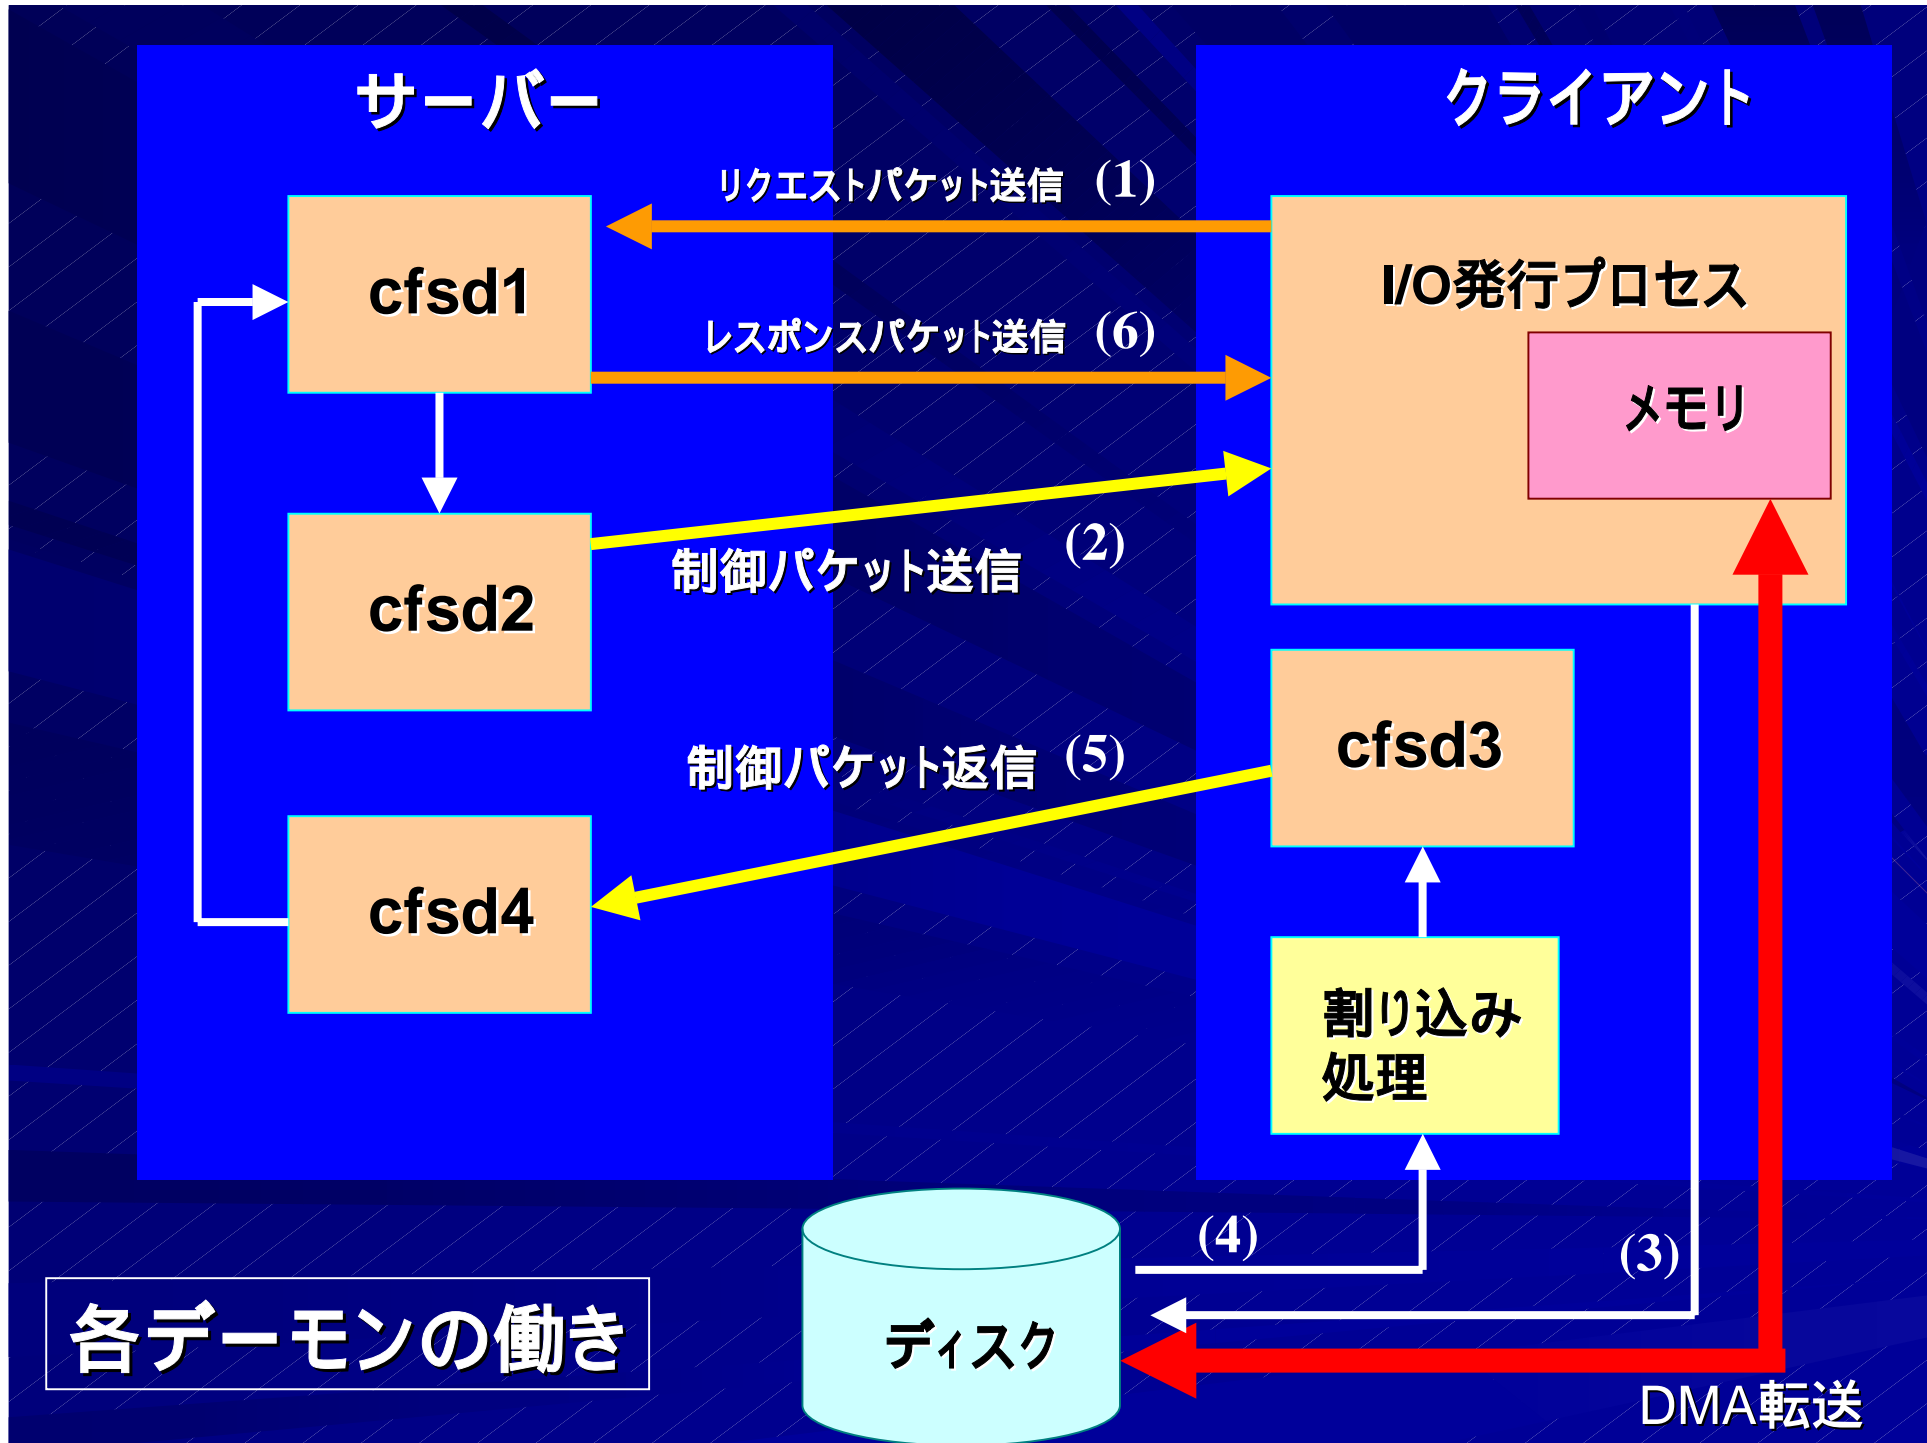 サーバー
クライアント
リクエストパケット送信 (1)
cfsd1
I/O発行プロセス
レスポンスパケット送信 (6)
メモリ
制御パケット送信 (2)
cfsd2
cfsd3
制御パケット返信 (5)
cfsd4
割り込み
処理
(4)
(3)
各デーモンの働き
ディスク
DMA転送